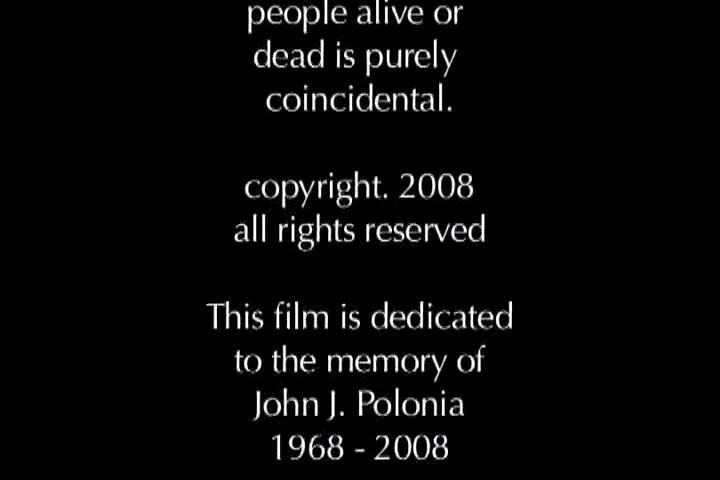 people alive or
dead is purely
coincidental.
copyright. 2008
all rights reserved
This film is dedicated
to the memory of
John J. Polonia
1968 - 2008